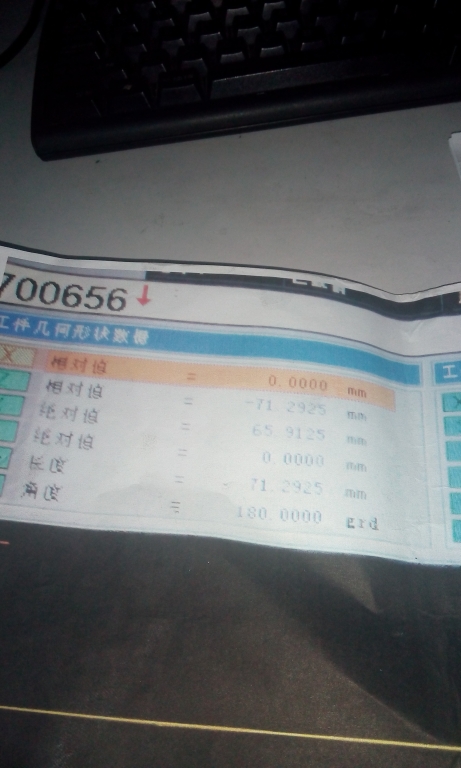 700656↓
工件几何形状数据
X 相对值 = 0.0000 mm
相对值 = -71.2925 mm
绝对值 = 65.9125 mm
绝对值 = 0.0000 mm
长度 = 71.2925 mm
角度 = 180.0000 grd
工